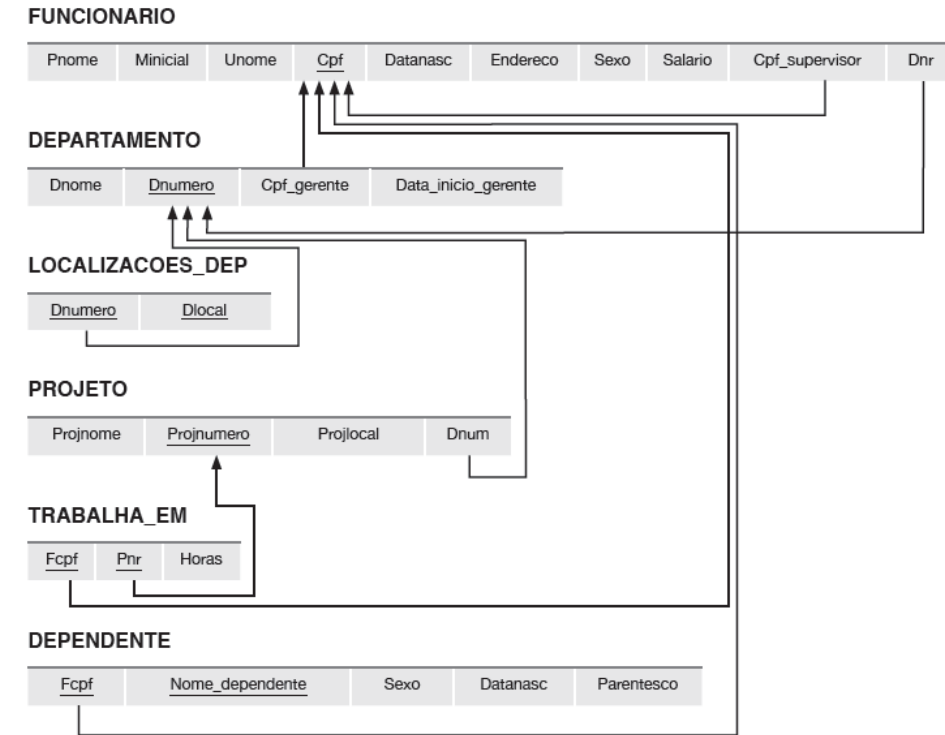 FUNCIONARIO
Pnome Minicial Unome Cpf Datanasc Endereco Sexo Salario Cpf_supervisor Dnr
DEPARTAMENTO
Dnome Dnumero Cpf_gerente Data_inicio_gerente
LOCALIZACOES_DEP
Dnumero Dlocal
PROJETO
Projnome Projnumero Projlocal Dnum
TRABALHA_EM
Fcpf Pnr Horas
DEPENDENTE
Fcpf Nome_dependente Sexo Datanasc Parentesco